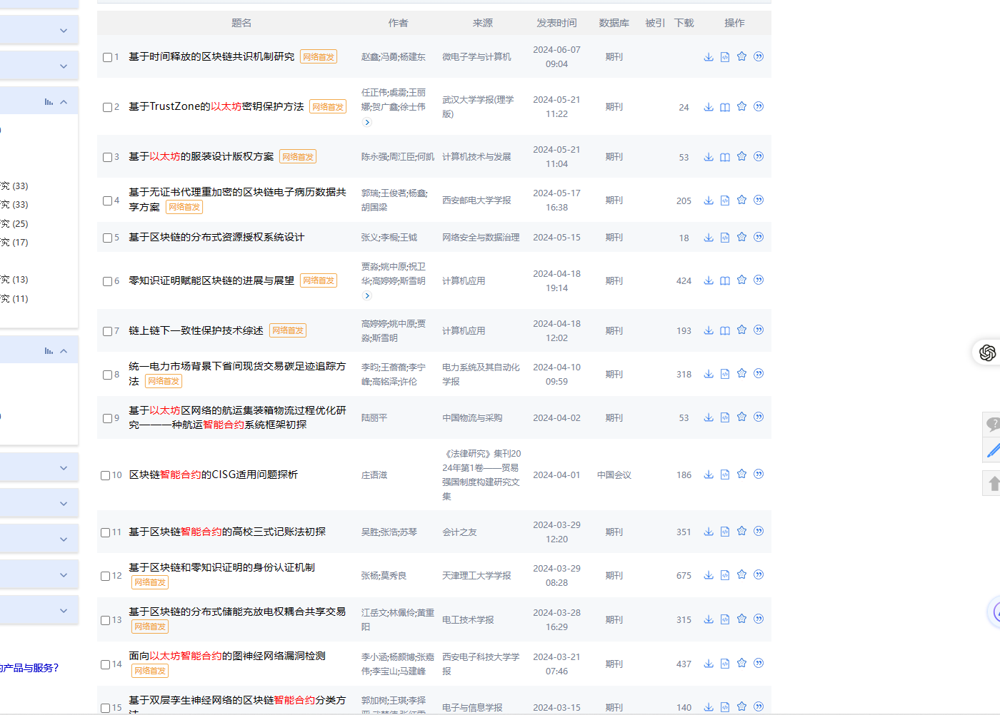 题名 作者 来源 发表时间 数据库 被引 下载 操作
1 基于时间释放的区块链共识机制研究 网络首发 赵鑫;冯勇;杨建东 微电子学与计算机 2024-06-07 09:04 期刊
2 基于TrustZone的以太坊密钥保护方法 网络首发 任正伟;虞雳;王丽娜;贺广鑫;徐士伟 武汉大学学报(理学版) 2024-05-21 11:22 期刊 24
3 基于以太坊的服装设计版权方案 网络首发 陈永强;周江臣;何凯 计算机技术与发展 2024-05-21 11:04 期刊 53
4 基于无证书代理重加密的区块链电子病历数据共享方案 网络首发 郭瑞;王俊茗;杨鑫;胡国梁 西安邮电大学学报 2024-05-17 16:38 期刊 205
5 基于区块链的分布式资源授权系统设计 张义;李桐;王钺 网络安全与数据治理 2024-05-15 期刊 18
6 零知识证明赋能区块链的进展与展望 网络首发 贾淼;姚中原;祝卫华;高婷婷;斯雪明 计算机应用 2024-04-18 19:14 期刊 424
7 链上链下一致性保护技术综述 网络首发 高婷婷;姚中原;贾淼;斯雪明 计算机应用 2024-04-18 12:02 期刊 193
8 统一电力市场背景下省间现货交易碳足迹追踪方法 网络首发 李昀;王蓓蓓;李宁峰;高铭泽;许伦 电力系统及其自动化学报 2024-04-10 09:59 期刊 318
9 基于以太坊区网络的航运集装箱物流过程优化研究———一种航运智能合约系统框架初探 陆丽平 中国物流与采购 2024-04-02 期刊 53
10 区块链智能合约的CISG适用问题探析 庄语滋 《法律研究》集刊2024年第1卷——贸易强国制度构建研究文集 2024-04-01 中国会议 186
11 基于区块链智能合约的高校三式记账法初探 吴胜;张浩;苏琴 会计之友 2024-03-29 12:20 期刊 351
12 基于区块链和零知识证明的身份认证机制 网络首发 张杨;莫秀良 天津理工大学学报 2024-03-29 08:28 期刊 675
13 基于区块链的分布式储能充放电权耦合共享交易 网络首发 江岳文;林佩伶;黄重阳 电工技术学报 2024-03-28 16:29 期刊 315
14 面向以太坊智能合约的图神经网络漏洞检测 网络首发 李小涵;杨颜博;张嘉伟;李宝山;马建峰 西安电子科技大学学报 2024-03-21 07:46 期刊 437
15 基于双层孪生神经网络的区块链智能合约分类方法 郭加树;王琪;李择 电子与信息学报 2024-03-15 期刊 140
究 (33)
究 (33)
究 (25)
究 (17)
究 (13)
究 (11)
的产品与服务?